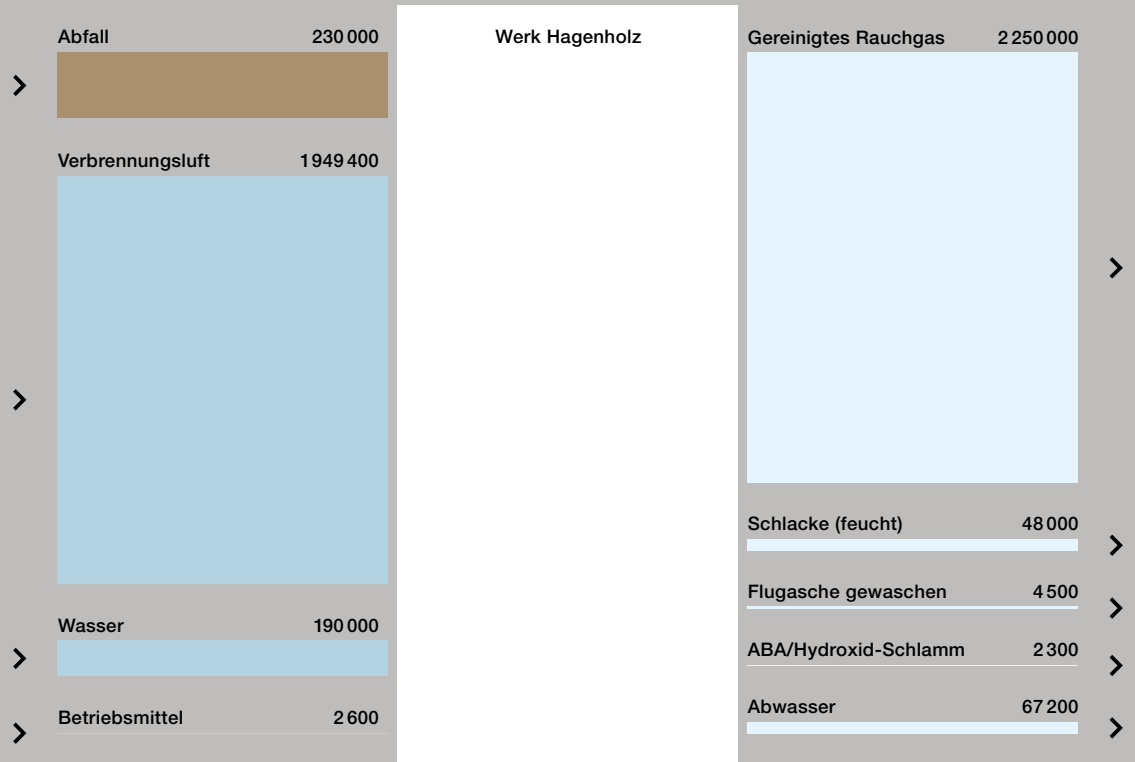 Abfall 230 000
Verbrennungsluft 1 949 400
Wasser 190 000
Betriebsmittel 2 600
Werk Hagenholz
Gereinigtes Rauchgas 2 250 000
Schlacke (feucht) 48 000
Flugasche gewaschen 4 500
ABA/Hydroxid-Schlamm 2 300
Abwasser 67 200